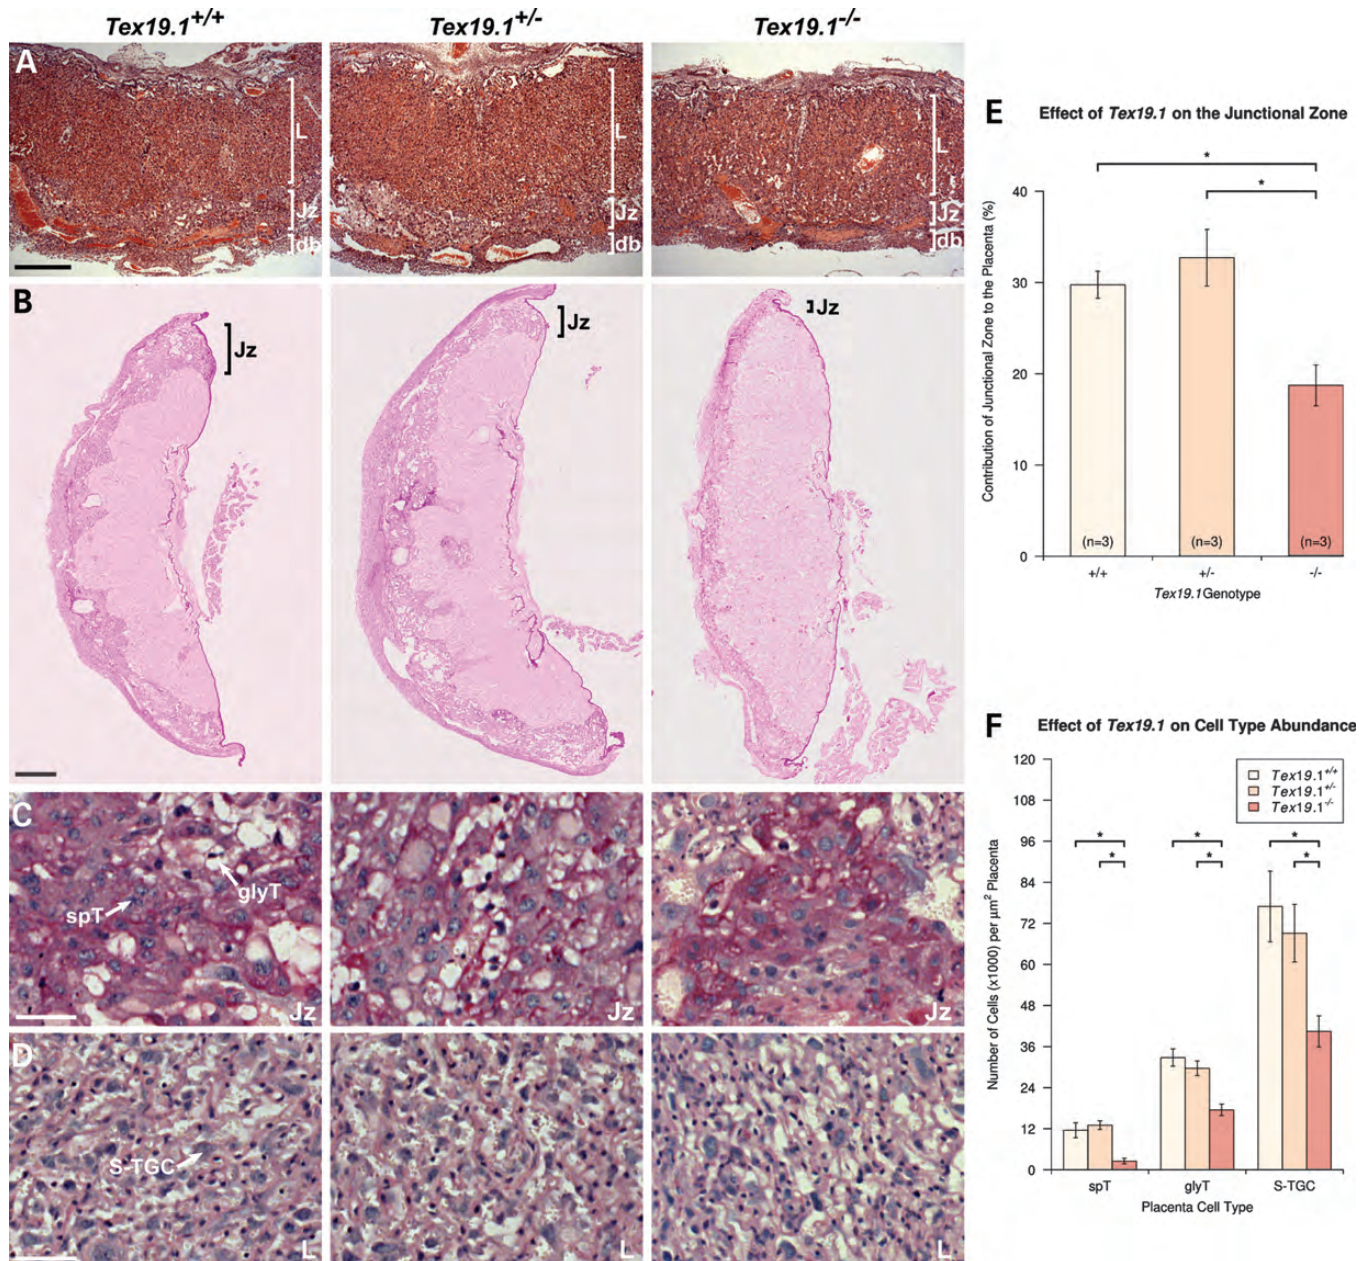 Tex19.1+/+
Tex19.1+/-
Tex19.1-/-
A
L
Jz
db
L
Jz
db
L
Jz
db
B
Jz
Jz
Jz
C
glyT
spT
Jz
Jz
Jz
D
S-TGC
L
L
L
E
Effect of Tex19.1 on the Junctional Zone
*
*
Contribution of Junctional Zone to the Placenta (%)
40
30
20
10
0
(n=3)
(n=3)
(n=3)
+/+
+/-
-/-
Tex19.1Genotype
F
Effect of Tex19.1 on Cell Type Abundance
Number of Cells (x1000) per µm² Placenta
120
108
96
84
72
60
48
36
24
12
0
Tex19.1+/+
Tex19.1+/-
Tex19.1-/-
*
*
*
*
*
*
spT
glyT
S-TGC
Placenta Cell Type